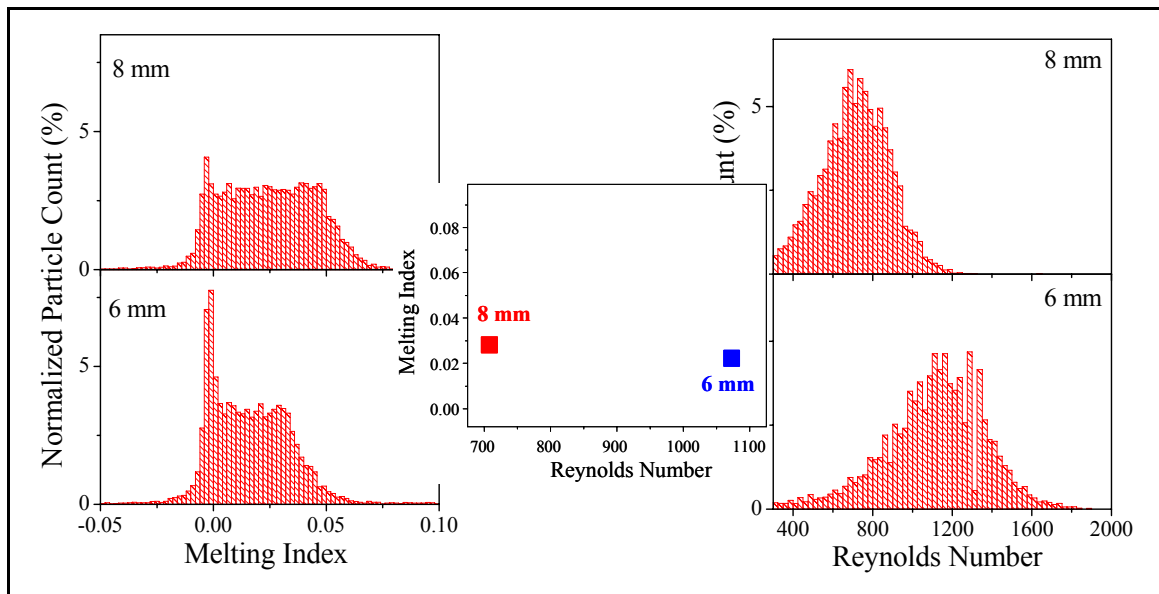 Normalized Particle Count (%)
8 mm
5
0
6 mm
5
0
-0.05
0.00
0.05
0.10
Melting Index
Melting Index
0.08
0.06
0.04
0.02
0.00
8 mm
6 mm
700
800
900
1000
1100
Reynolds Number
unt (%)
8 mm
5
6 mm
5
0
400
800
1200
1600
2000
Reynolds Number